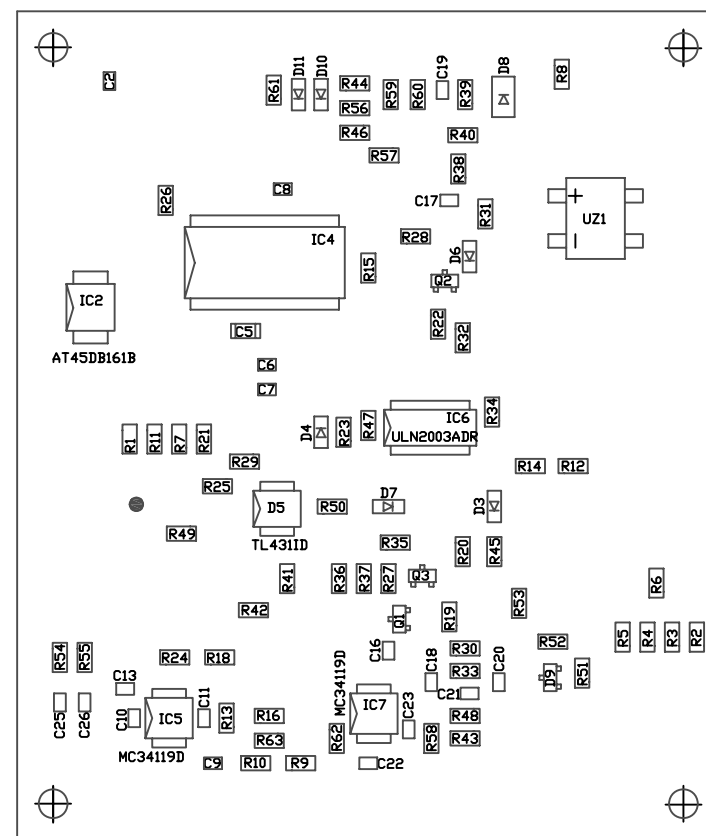 C2
R61
D11
D10
R44
R56
R46
R59
R60
C19
R39
D8
R8
R40
R57
R38
C8
R26
C17
R31
UZ1
R28
IC4
D6
R15
Q2
IC2
AT45DB161B
C5
R22
R32
C6
C7
R34
IC6
ULN2003ADR
R47
R23
D4
R1
R11
R7
R21
R29
R14
R12
R25
D7
D3
D5
R50
R49
TL431ID
R35
R20
R45
R41
R36
R37
R27
Q3
R6
R42
R53
Q1
R19
R5
R4
R3
R2
R54
R55
R24
R18
C16
R30
R52
R33
D9
R51
C13
MC34119D
C18
C21
C20
C25
C26
C10
IC5
C11
R13
R16
IC7
C23
R48
R63
R62
R58
R43
MC34119D
C9
R10
R9
C22